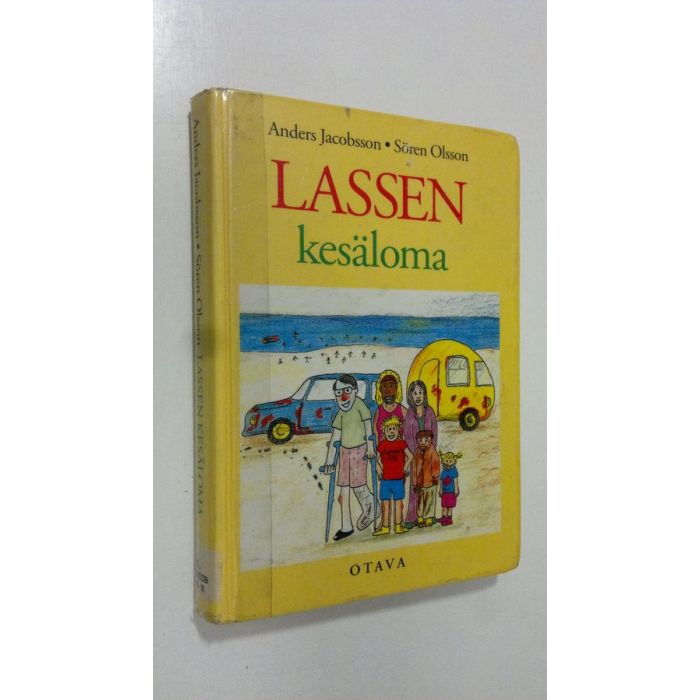 Anders Jacobsson • Sören Olsson
LASSEN
kesäloma
OTAVA
Anders Jacobsson • Sören Olsson LASSEN KESÄLOMA